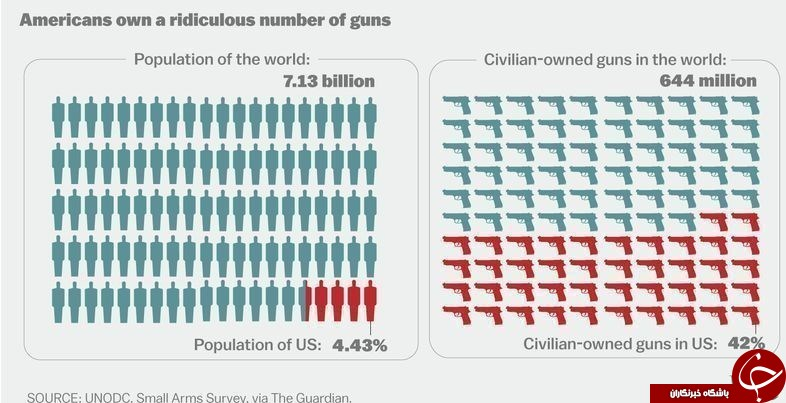 Americans own a ridiculous number of guns
Population of the world:
7.13 billion
Population of US: 4.43%
Civilian-owned guns in the world:
644 million
Civilian-owned guns in US: 42%
SOURCE: UNODC, Small Arms Survey, via The Guardian.
باشگاه خبرنگاران